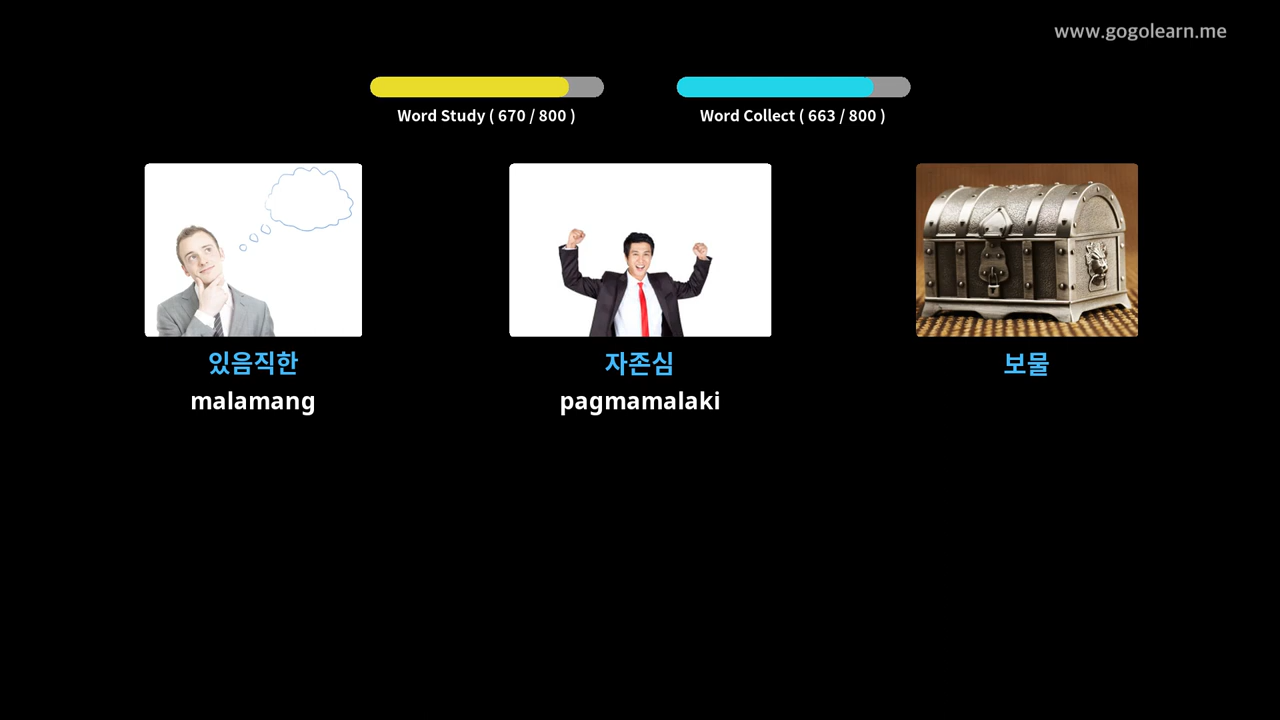 www.gogolearn.me
Word Study ( 670 / 800 )
Word Collect ( 663 / 800 )
있음직한
malamang
자존심
pagmamalaki
보물